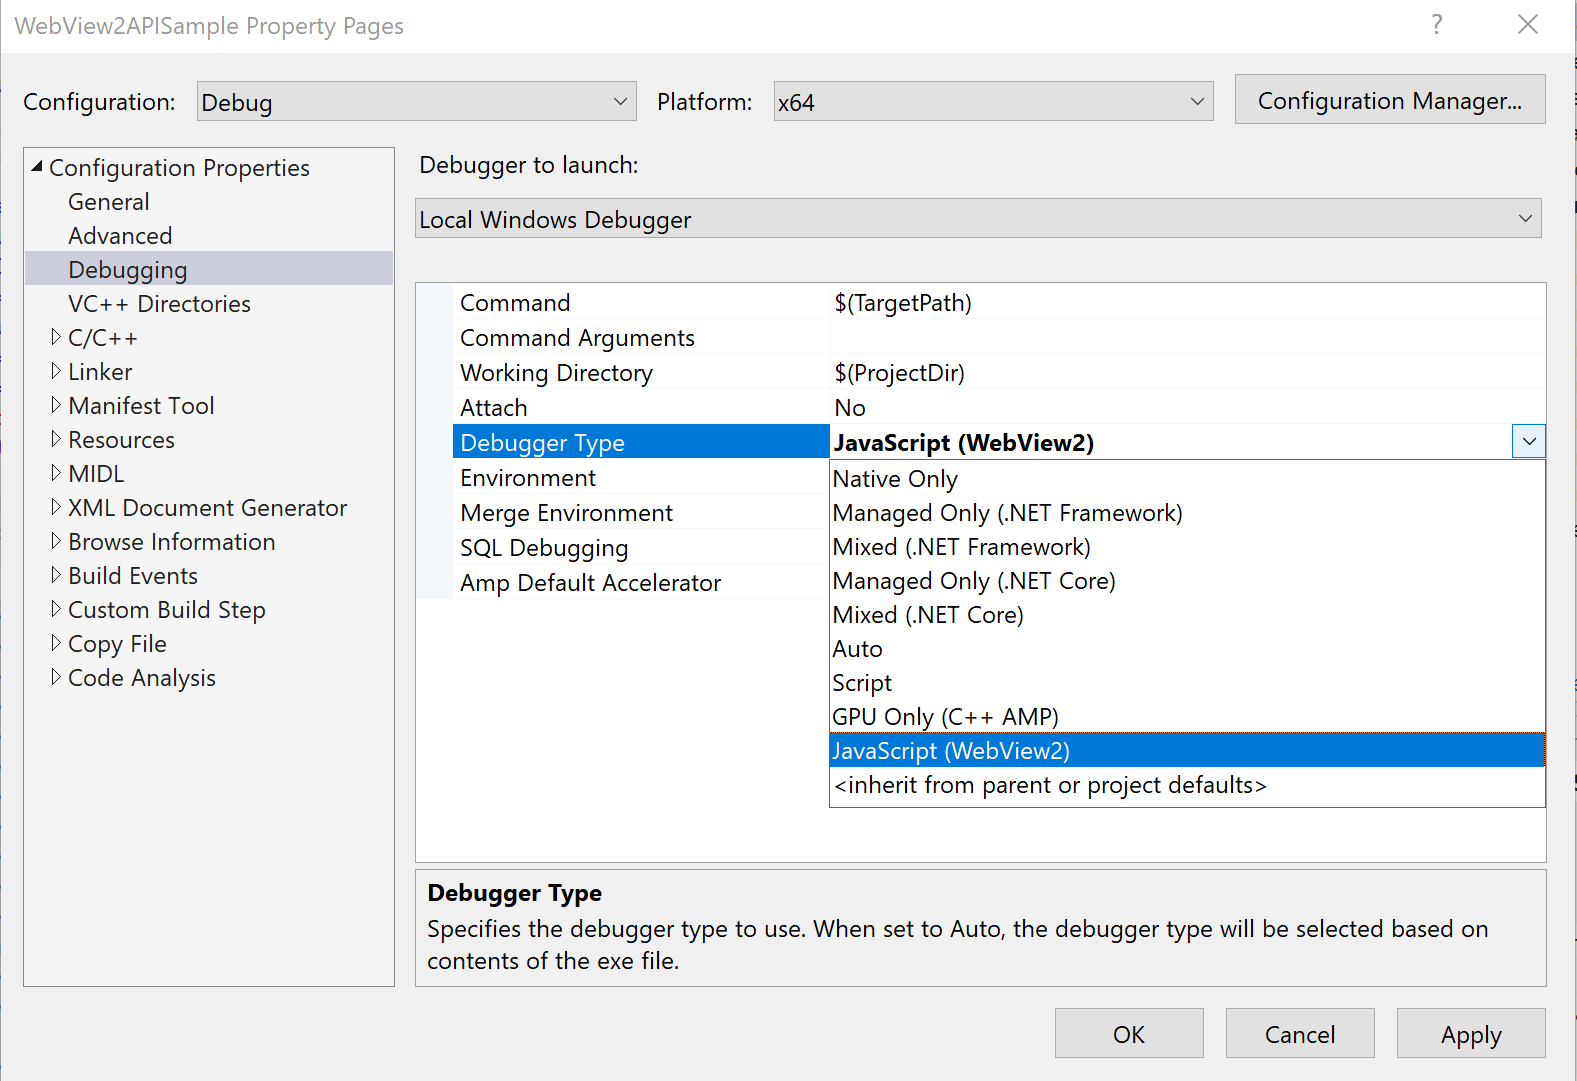 WebView2APISample Property Pages
?
Configuration: Debug Platform: x64 Configuration Manager...
Configuration Properties
General
Advanced
Debugging
VC++ Directories
C/C++
Linker
Manifest Tool
Resources
MIDL
XML Document Generator
Browse Information
Build Events
Custom Build Step
Copy File
Code Analysis
Debugger to launch:
Local Windows Debugger
Command $(TargetPath)
Command Arguments
Working Directory $(ProjectDir)
Attach No
Debugger Type JavaScript (WebView2)
Environment
Merge Environment
SQL Debugging
Amp Default Accelerator
Native Only
Managed Only (.NET Framework)
Mixed (.NET Framework)
Managed Only (.NET Core)
Mixed (.NET Core)
Auto
Script
GPU Only (C++ AMP)
JavaScript (WebView2)
<inherit from parent or project defaults>
Debugger Type
Specifies the debugger type to use. When set to Auto, the debugger type will be selected based on
contents of the exe file.
OK Cancel Apply